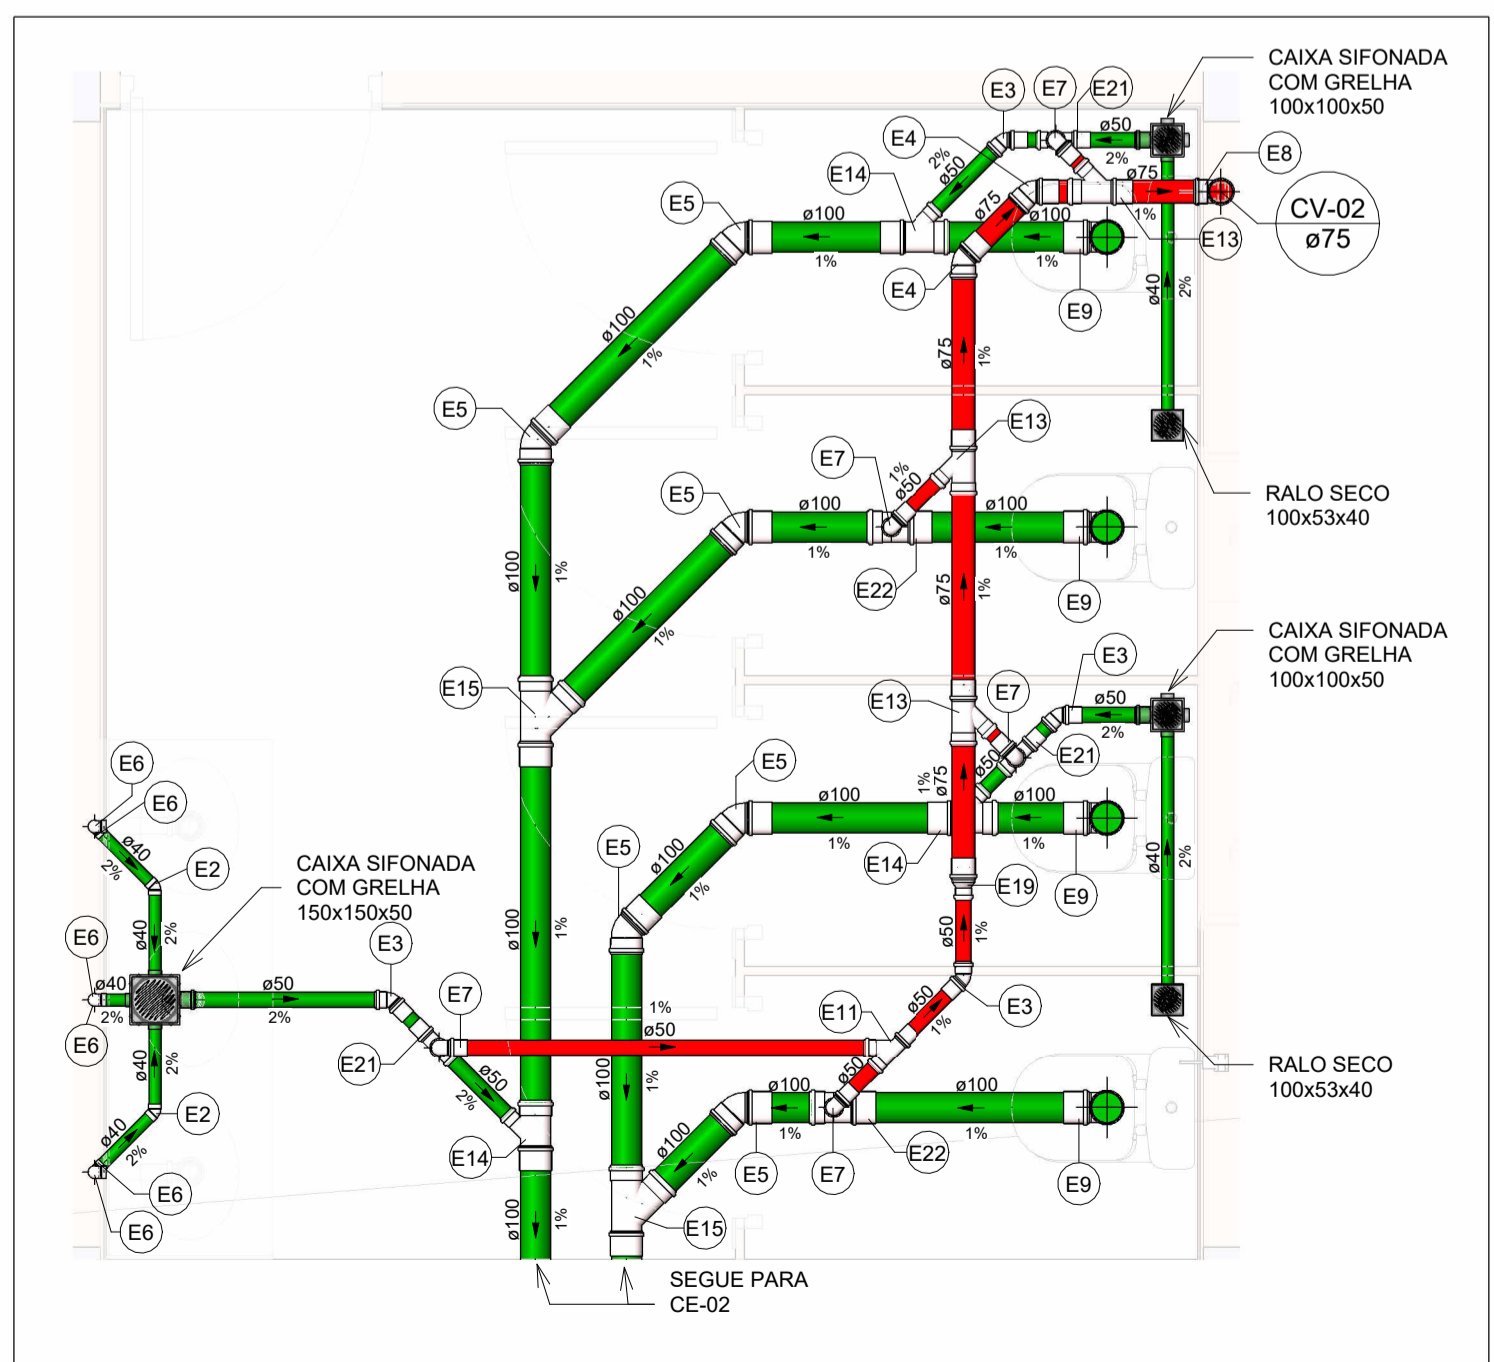 CAIXA SIFONADA
COM GRELHA
100x100x50
E3
E7
E21
ø50
2%
E4
E8
2%
ø50
E14
ø75
1%
CV-02
ø75
E5
ø100
1%
ø75
ø100
1%
E13
E4
E9
ø40
2%
ø100
1%
ø75
1%
E5
E13
E7
1%
ø50
RALO SECO
100x53x40
E5
ø100
1%
ø100
1%
E22
E9
ø100
1%
ø100
1%
ø75
1%
CAIXA SIFONADA
COM GRELHA
100x100x50
E3
E15
E7
E13
ø50
2%
E21
ø50
E6
E6
E5
ø100
1%
1%
ø75
ø100
1%
ø40
2%
E14
E9
ø40
2%
E2
CAIXA SIFONADA
COM GRELHA
150x150x50
E5
ø100
1%
E19
ø40
2%
ø100
1%
ø50
1%
E6
E3
ø40
2%
ø50
2%
E7
E3
ø50
1%
E11
1%
ø50
RALO SECO
100x53x40
E6
ø40
2%
E21
ø50
2%
ø100
1%
ø50
ø100
1%
ø100
1%
E2
ø40
2%
E14
ø100
1%
E5
E7
E22
E9
E6
E6
ø100
1%
E15
SEGUE PARA
CE-02